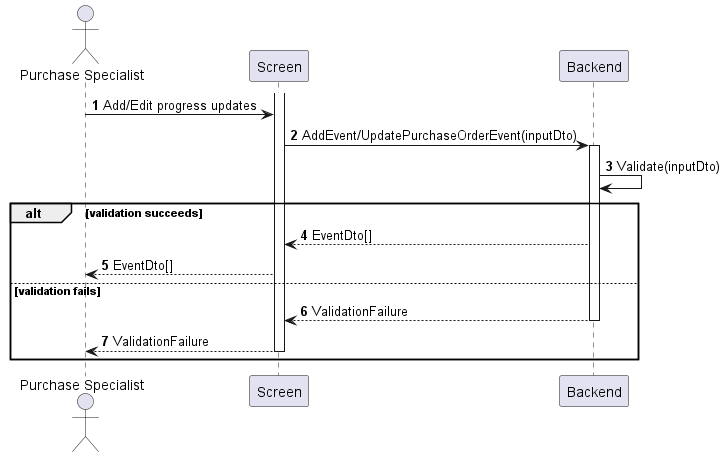 Purchase Specialist
Screen
Backend
1 Add/Edit progress updates
2 AddEvent/UpdatePurchaseOrderEvent(inputDto)
3 Validate(inputDto)
alt [validation succeeds]
4 EventDto[]
5 EventDto[]
[validation fails]
6 ValidationFailure
7 ValidationFailure
Purchase Specialist
Screen
Backend